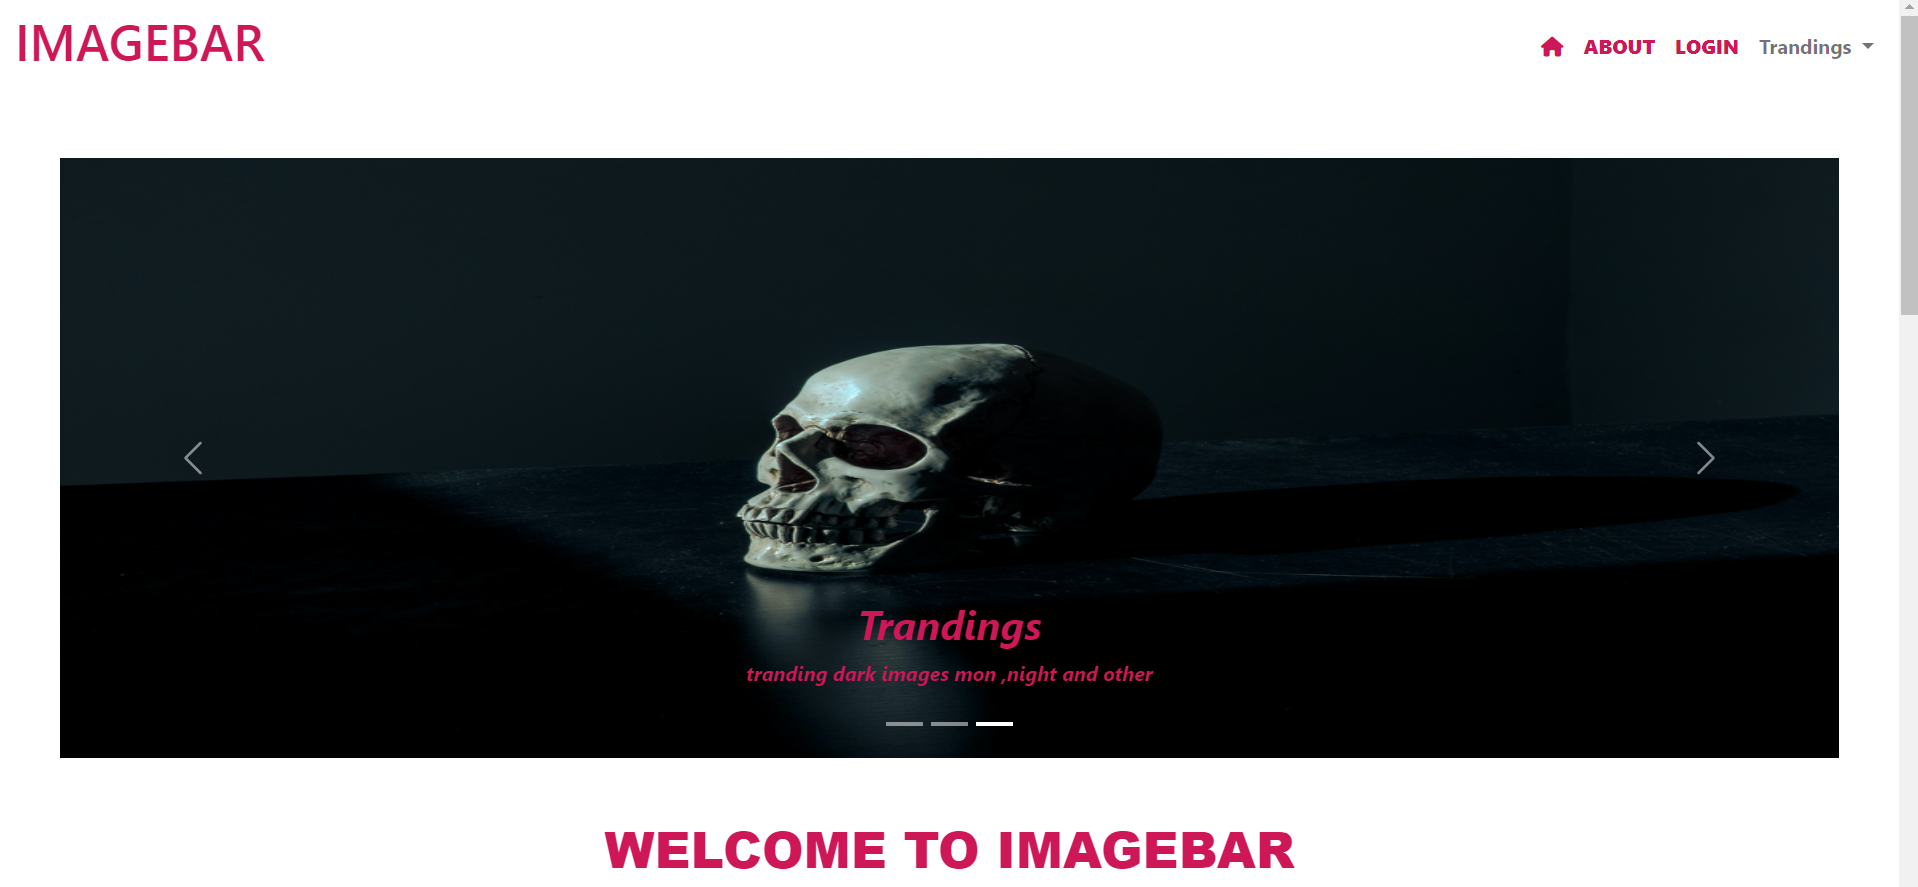 IMAGEBAR
ABOUT LOGIN Trandings
Trandings
tranding dark images mon ,night and other
WELCOME TO IMAGEBAR